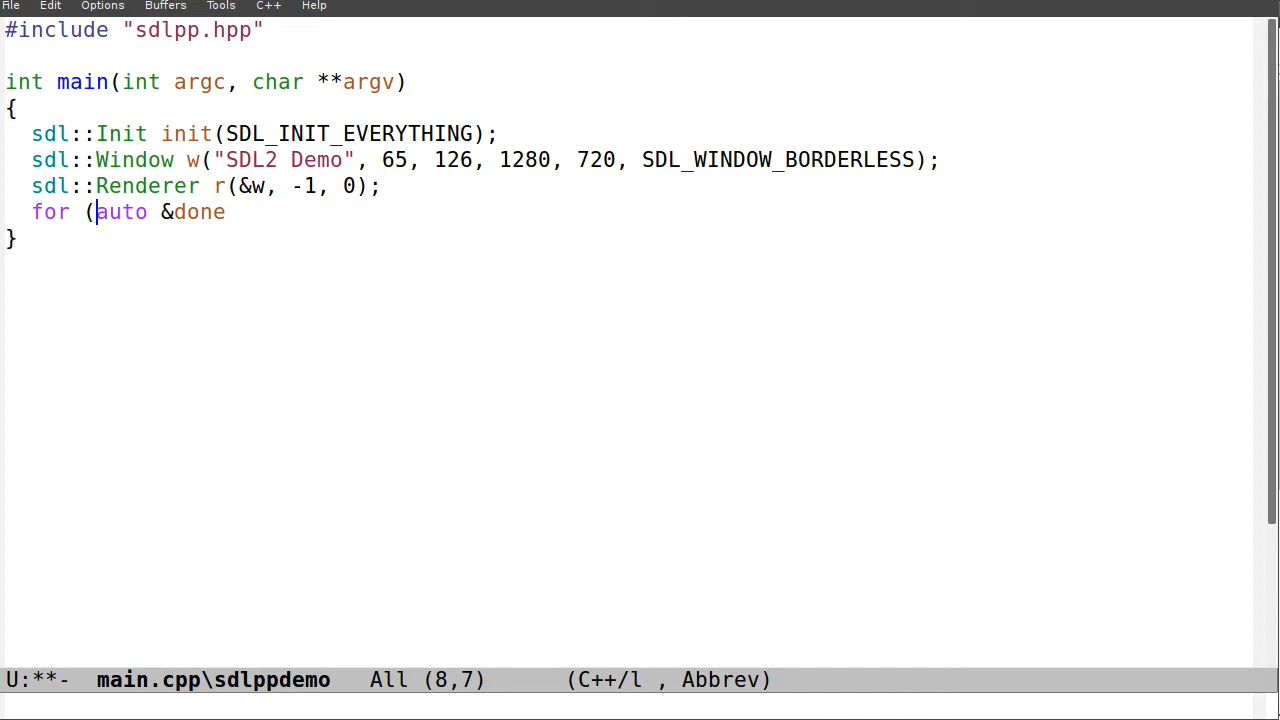 File Edit Options Buffers Tools C++ Help
#include "sdlpp.hpp"
int main(int argc, char **argv)
{
  sdl::Init init(SDL_INIT_EVERYTHING);
  sdl::Window w("SDL2 Demo", 65, 126, 1280, 720, SDL_WINDOW_BORDERLESS);
  sdl::Renderer r(&w, -1, 0);
  for (auto &done
}
U:**-  main.cpp\sdlppdemo   All (8,7)      (C++/l , Abbrev)